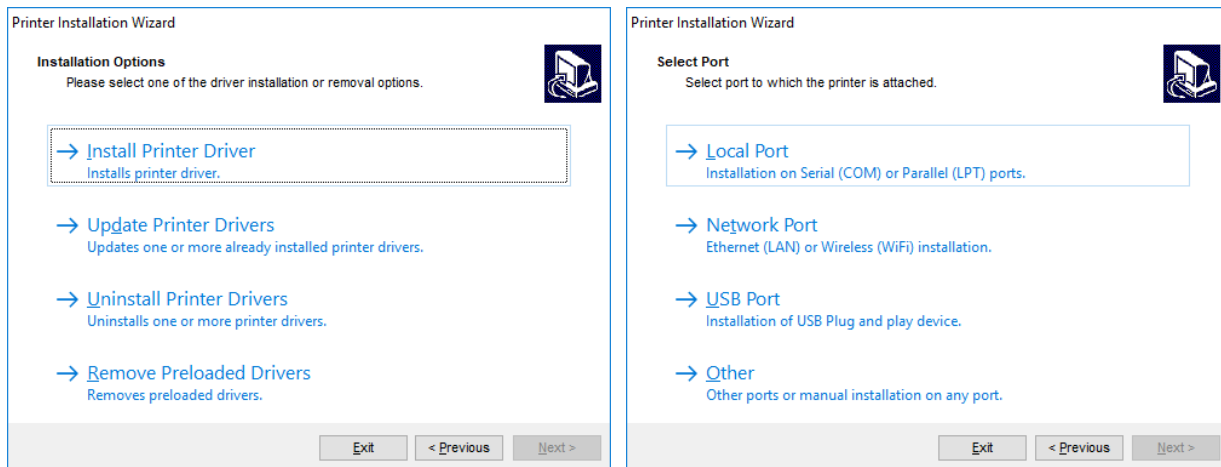 Printer Installation Wizard
Installation Options
Please select one of the driver installation or removal options.
Install Printer Driver
Installs printer driver.
Update Printer Drivers
Updates one or more already installed printer drivers.
Uninstall Printer Drivers
Uninstalls one or more printer drivers.
Remove Preloaded Drivers
Removes preloaded drivers.
Exit
< Previous
Next >
Printer Installation Wizard
Select Port
Select port to which the printer is attached.
Local Port
Installation on Serial (COM) or Parallel (LPT) ports.
Network Port
Ethernet (LAN) or Wireless (WiFi) installation.
USB Port
Installation of USB Plug and play device.
Other
Other ports or manual installation on any port.
Exit
< Previous
Next >